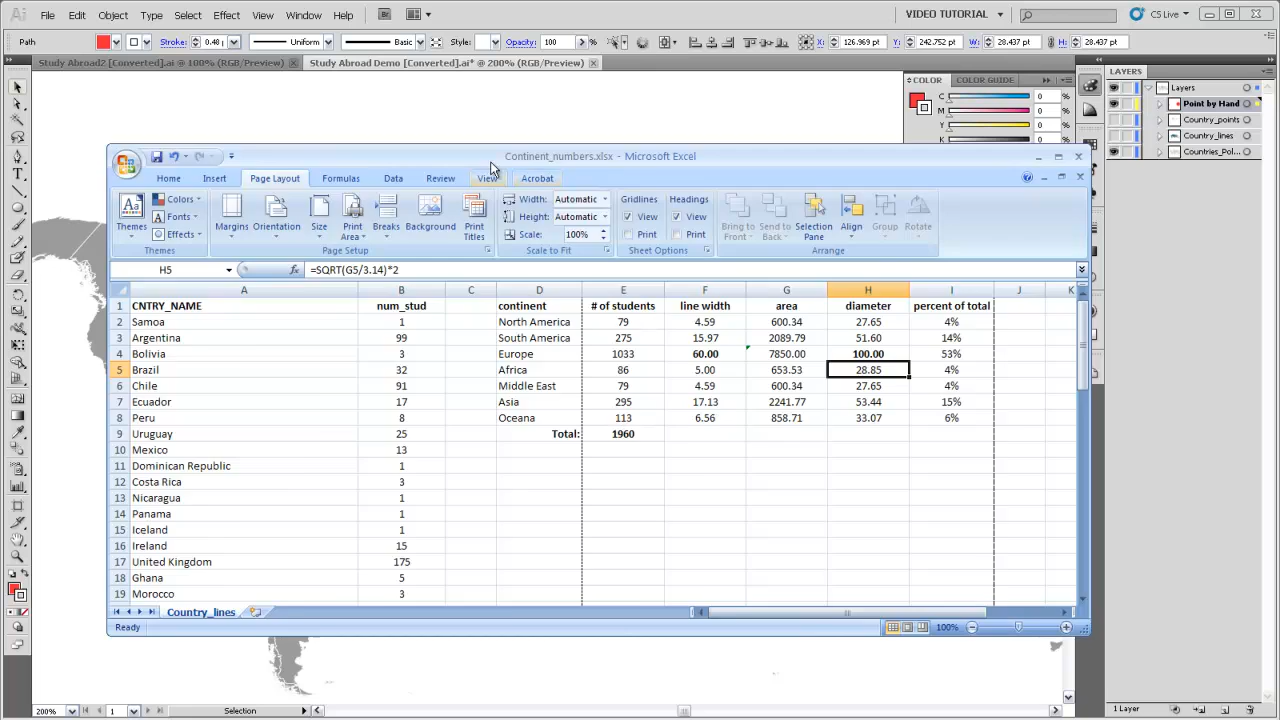 Ai File Edit Object Type Select Effect View Window Help Br VIDEO TUTORIAL CS Live
Path Stroke: 0.48 Uniform Basic Style: Opacity: 100 % X: 126.969 pt Y: 242.752 pt W: 28.437 pt H: 28.437 pt
Study Abroad2 [Converted].ai @ 100% (RGB/Preview) Study Abroad Demo [Converted].ai* @ 200% (RGB/Preview)
COLOR COLOR GUIDE
C 0
M 0
Y 0
LAYERS
Layers
Point by Hand
Country_points
Country_lines
Countries_Pol...
Continent_numbers.xlsx - Microsoft Excel
Home Insert Page Layout Formulas Data Review View Acrobat
Themes Colors Fonts Effects
Themes
Margins Orientation Size Print Area Breaks Background Print Titles
Page Setup
Width: Automatic
Height: Automatic
Scale: 100%
Scale to Fit
Gridlines Headings
View View
Print Print
Sheet Options
Bring to Front Send to Back Selection Pane Align Group Rotate
Arrange
H5 fx =SQRT(G5/3.14)*2
A B C D E F G H I J K
1 CNTRY_NAME num_stud continent # of students line width area diameter percent of total
2 Samoa 1 North America 79 4.59 600.34 27.65 4%
3 Argentina 99 South America 275 15.97 2089.79 51.60 14%
4 Bolivia 3 Europe 1033 60.00 7850.00 100.00 53%
5 Brazil 32 Africa 86 5.00 653.53 28.85 4%
6 Chile 91 Middle East 79 4.59 600.34 27.65 4%
7 Ecuador 17 Asia 295 17.13 2241.77 53.44 15%
8 Peru 8 Oceana 113 6.56 858.71 33.07 6%
9 Uruguay 25 Total: 1960
10 Mexico 13
11 Dominican Republic 1
12 Costa Rica 3
13 Nicaragua 1
14 Panama 1
15 Iceland 1
16 Ireland 15
17 United Kingdom 175
18 Ghana 5
19 Morocco 3
Country_lines
Ready 100%
200% 1 Selection
1 Layer